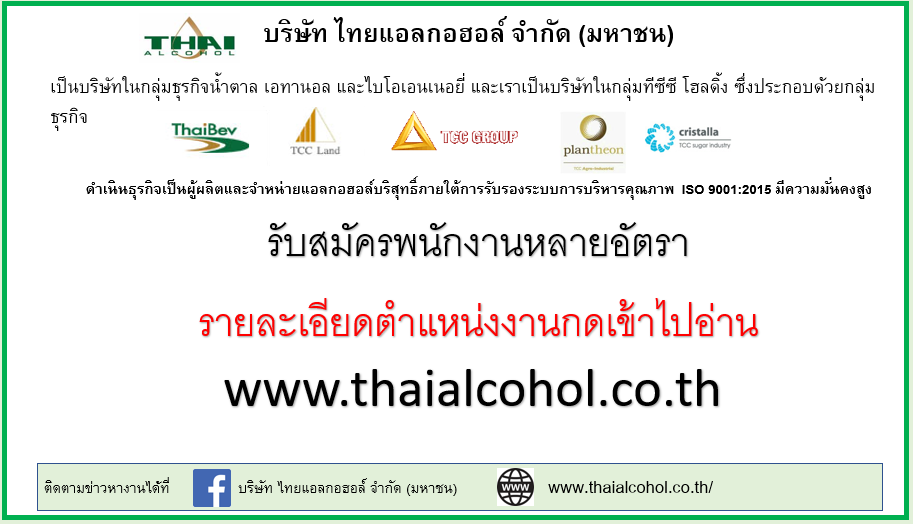 THAI
ALCOHOL
บริษัท ไทยแอลกอฮอล์ จำกัด (มหาชน)
เป็นบริษัทในกลุ่มธุรกิจน้ำตาล เอทานอล และไบโอเอนเนอยี่ และเราเป็นบริษัทในกลุ่มทีซีซี โฮลดิ้ง ซึ่งประกอบด้วยกลุ่ม
ธุรกิจ
ThaiBev
TCC Land
TCC GROUP
plantheon
cristalla
TCC sugar industry
ดำเนินธุรกิจเป็นผู้ผลิตและจำหน่ายแอลกอฮอล์บริสุทธิ์ภายใต้การรับรองระบบการบริหารคุณภาพ ISO 9001:2015 มีความมั่นคงสูง
รับสมัครพนักงานหลายอัตรา
รายละเอียดตำแหน่งงานกดเข้าไปอ่าน
www.thaialcohol.co.th
ติดตามข่าวหางานได้ที่ f บริษัท ไทยแอลกอฮอล์ จำกัด (มหาชน) www www.thaialcohol.co.th/